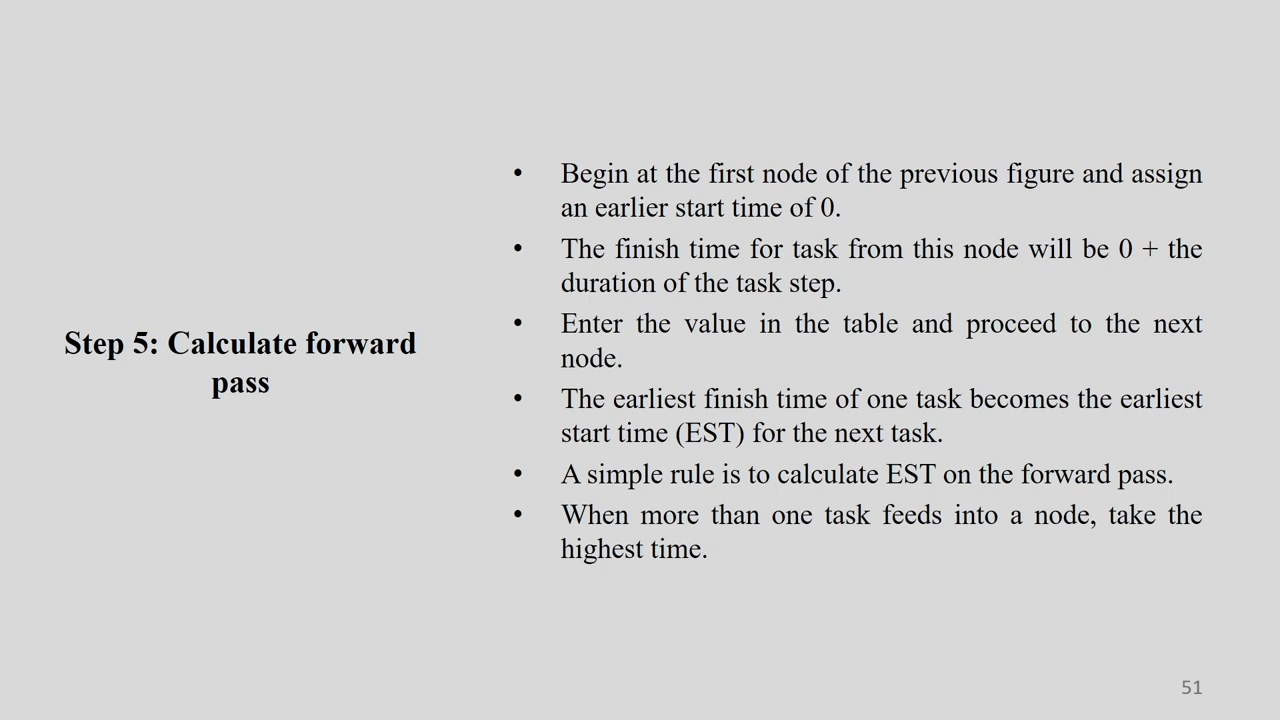 Step 5: Calculate forward
pass
• Begin at the first node of the previous figure and assign
an earlier start time of 0.
• The finish time for task from this node will be 0 + the
duration of the task step.
• Enter the value in the table and proceed to the next
node.
• The earliest finish time of one task becomes the earliest
start time (EST) for the next task.
• A simple rule is to calculate EST on the forward pass.
• When more than one task feeds into a node, take the
highest time.
51